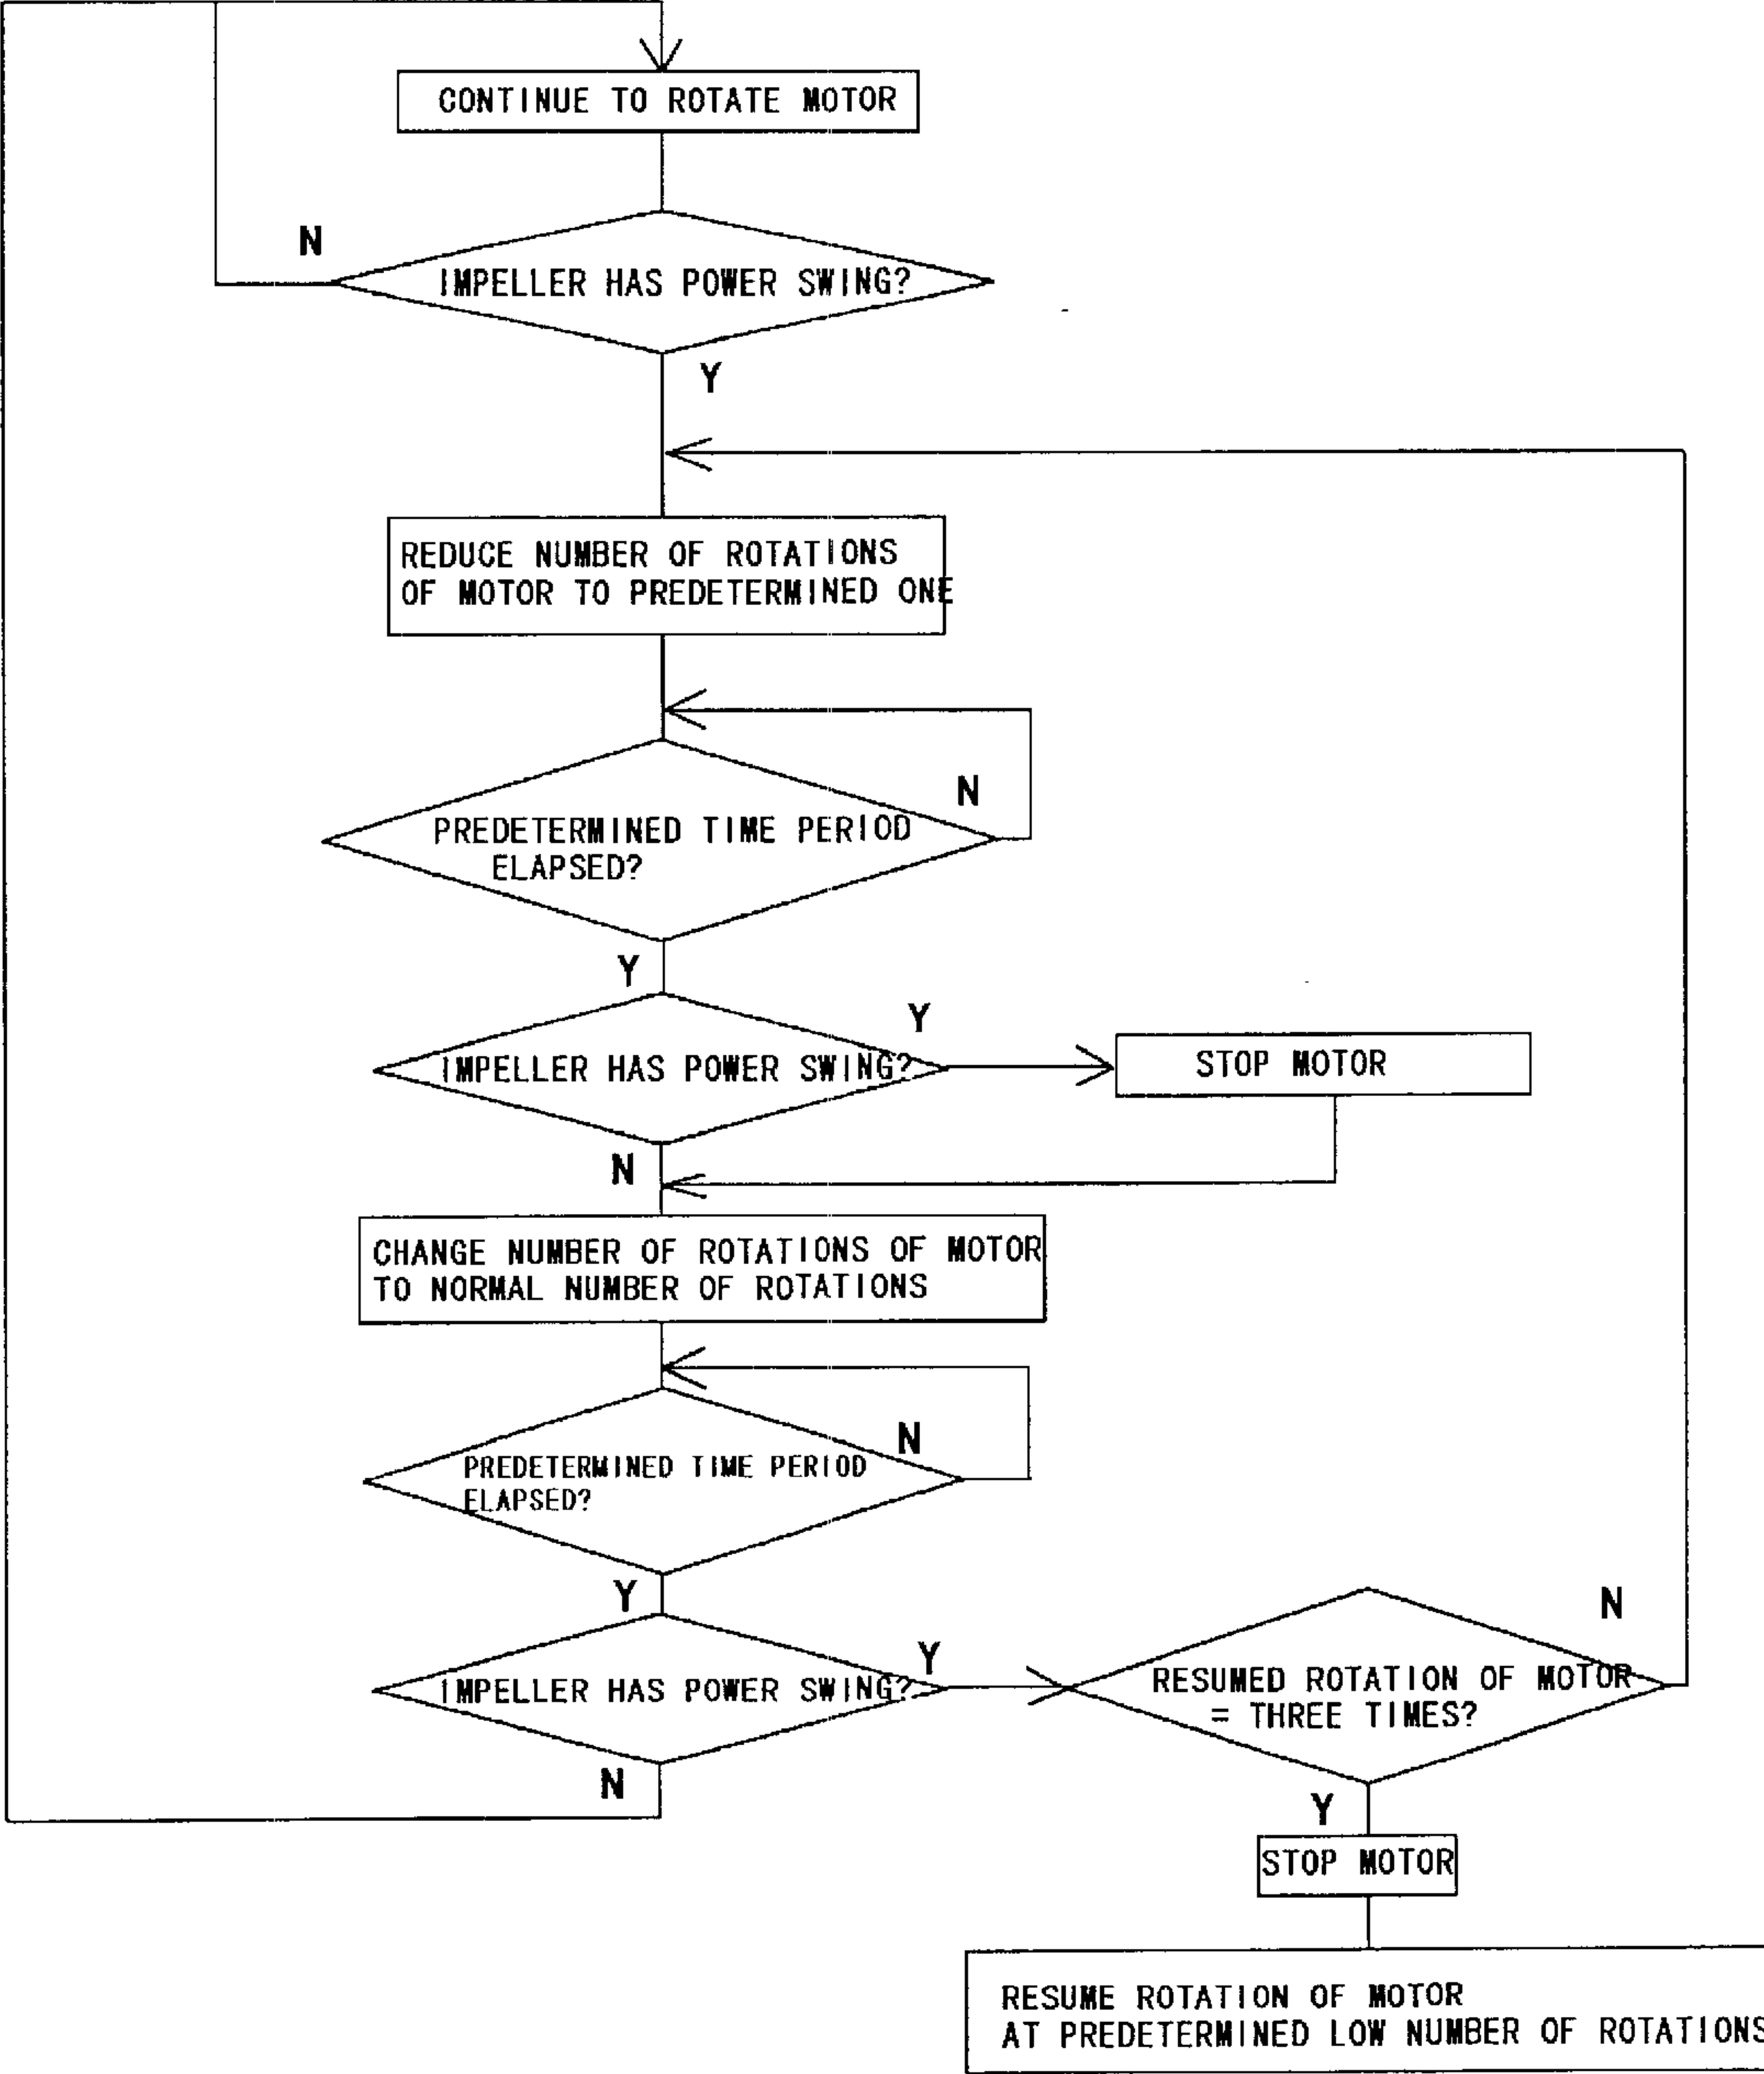 CONTINUE TO ROTATE MOTOR
N
IMPELLER HAS POWER SWING?
Y
REDUCE NUMBER OF ROTATIONS
OF MOTOR TO PREDETERMINED ONE
N
PREDETERMINED TIME PERIOD
ELAPSED?
Y
Y
IMPELLER HAS POWER SWING?
STOP MOTOR
N
CHANGE NUMBER OF ROTATIONS OF MOTOR
TO NORMAL NUMBER OF ROTATIONS
N
PREDETERMINED TIME PERIOD
ELAPSED?
Y
N
Y
IMPELLER HAS POWER SWING?
RESUMED ROTATION OF MOTOR
= THREE TIMES?
N
Y
STOP MOTOR
RESUME ROTATION OF MOTOR
AT PREDETERMINED LOW NUMBER OF ROTATIONS